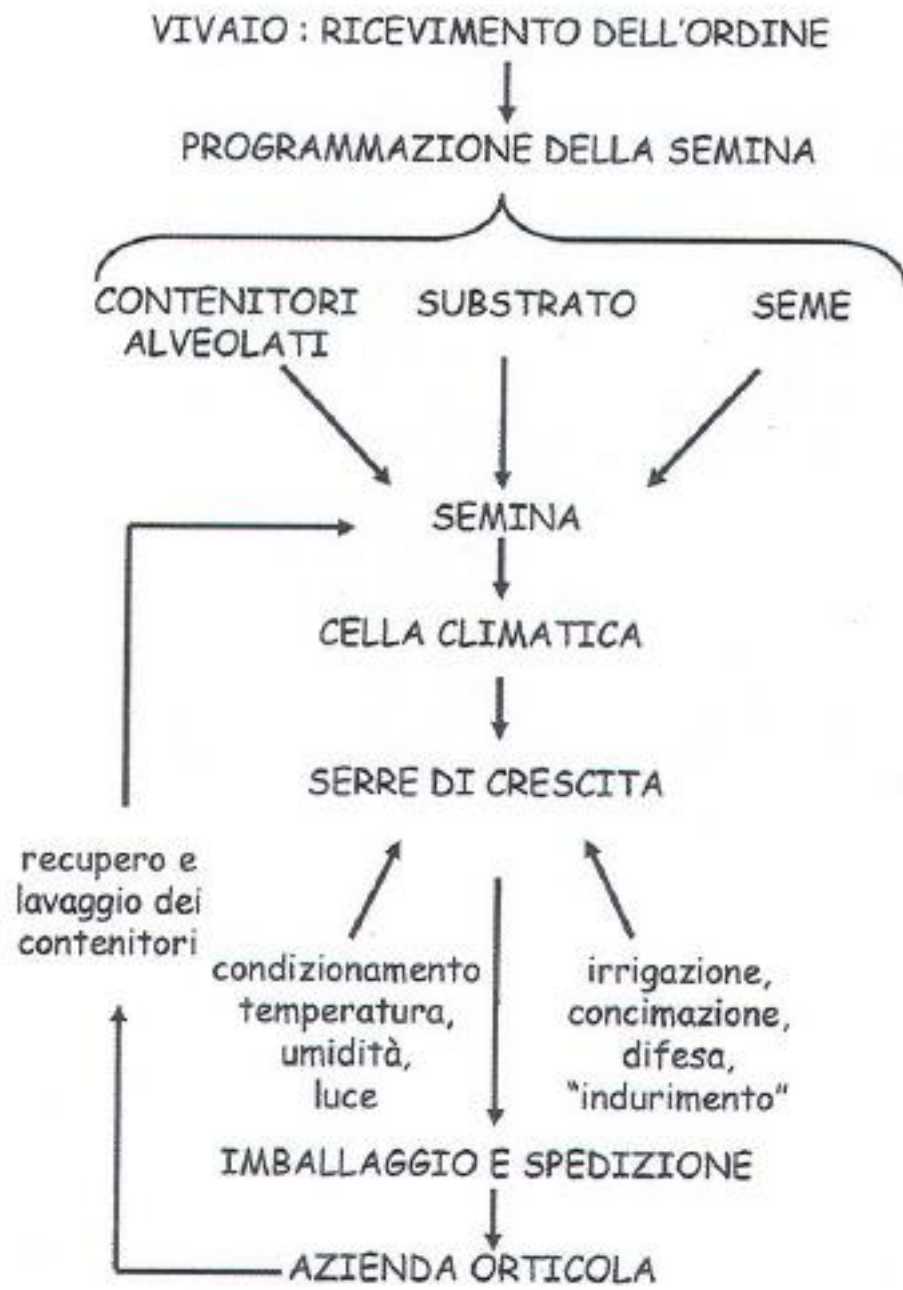 VIVAIO : RICEVIMENTO DELL'ORDINE
PROGRAMMAZIONE DELLA SEMINA
CONTENITORI
ALVEOLATI
SUBSTRATO
SEME
SEMINA
CELLA CLIMATICA
SERRE DI CRESCITA
recupero e
lavaggio dei
contenitori
condizionamento
temperatura,
umidità,
luce
irrigazione,
concimazione,
difesa,
"indurimento"
IMBALLAGGIO E SPEDIZIONE
AZIENDA ORTICOLA